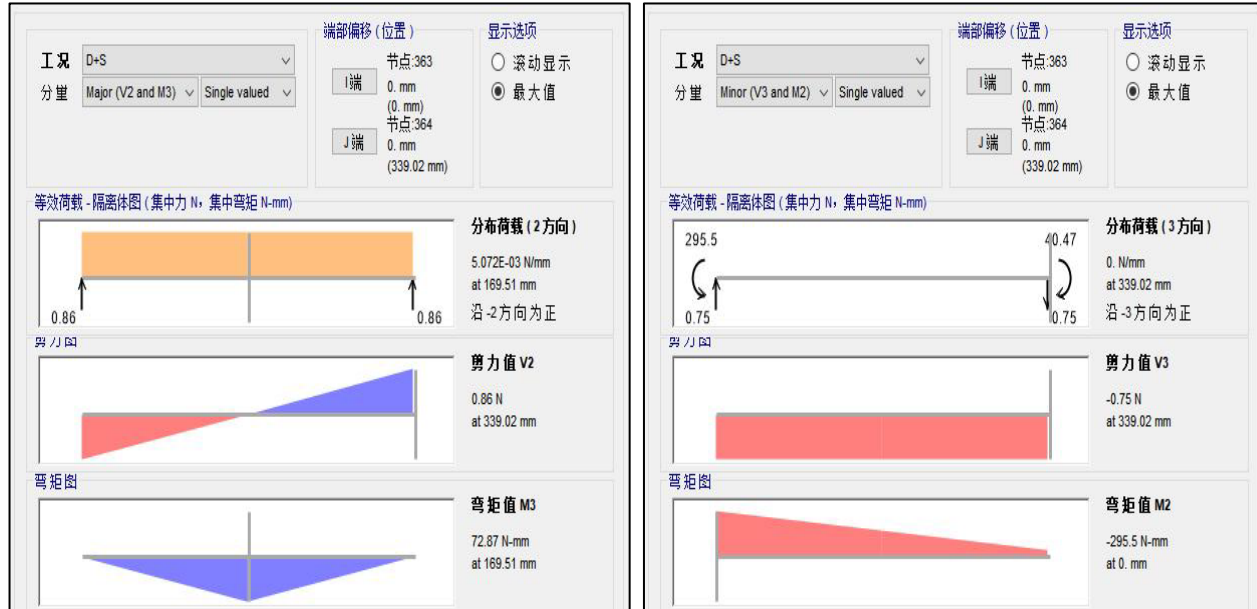 端部偏移 (位置)
显示选项
工况 D+S
节点:363
滚动显示
分量 Major (V2 and M3) Single valued
I端
0. mm
最大值
(0. mm)
节点:364
J端
0. mm
(339.02 mm)
等效荷载 - 隔离体图 (集中力 N，集中弯矩 N-mm)
分布荷载 (2方向)
5.072E-03 N/mm
at 169.51 mm
0.86
0.86
沿 -2方向为正
剪力图
剪力值 V2
0.86 N
at 339.02 mm
弯矩图
弯矩值 M3
72.87 N-mm
at 169.51 mm
端部偏移 (位置)
显示选项
工况 D+S
节点:363
滚动显示
分量 Minor (V3 and M2) Single valued
I端
0. mm
最大值
(0. mm)
节点:364
J端
0. mm
(339.02 mm)
等效荷载 - 隔离体图 (集中力 N，集中弯矩 N-mm)
分布荷载 (3方向)
295.5
40.47
0. N/mm
at 339.02 mm
0.75
0.75
沿 -3方向为正
剪力图
剪力值 V3
-0.75 N
at 339.02 mm
弯矩图
弯矩值 M2
-295.5 N-mm
at 0. mm